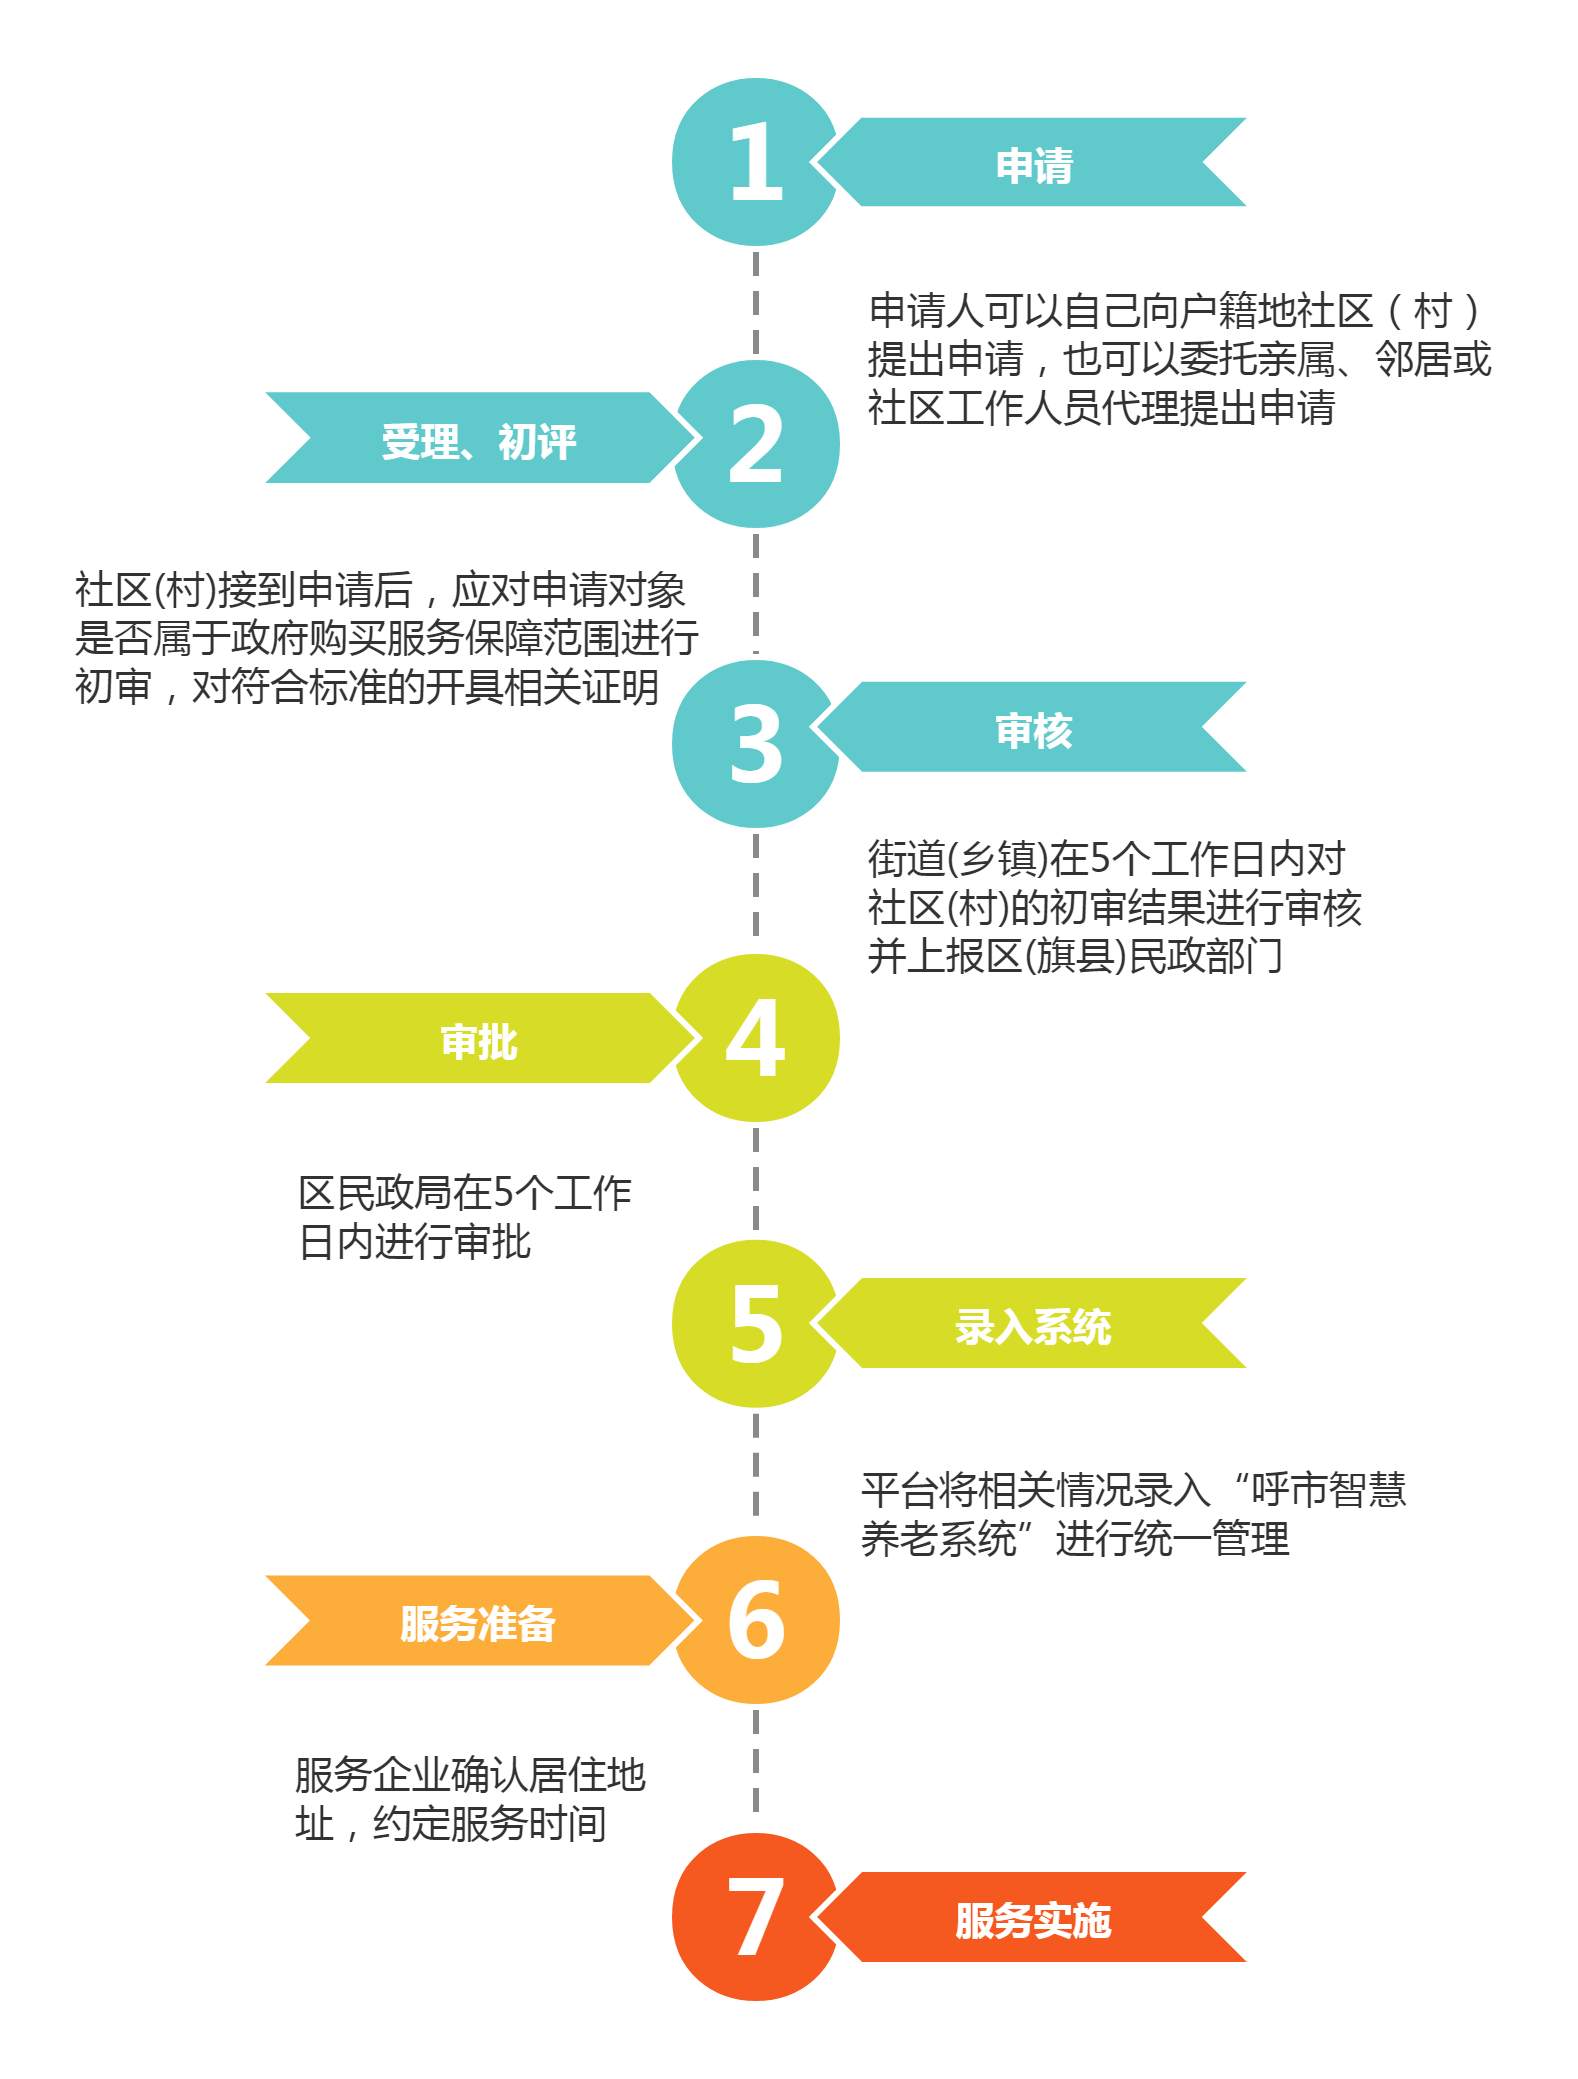 1
申请
申请人可以自己向户籍地社区（村）
提出申请，也可以委托亲属、邻居或
社区工作人员代理提出申请
2
受理、初评
社区(村)接到申请后，应对申请对象
是否属于政府购买服务保障范围进行
初审，对符合标准的开具相关证明
3
审核
街道(乡镇)在5个工作日内对
社区(村)的初审结果进行审核
并上报区(旗县)民政部门
4
审批
区民政局在5个工作
日内进行审批
5
录入系统
平台将相关情况录入“呼市智慧
养老系统”进行统一管理
6
服务准备
服务企业确认居住地
址，约定服务时间
7
服务实施